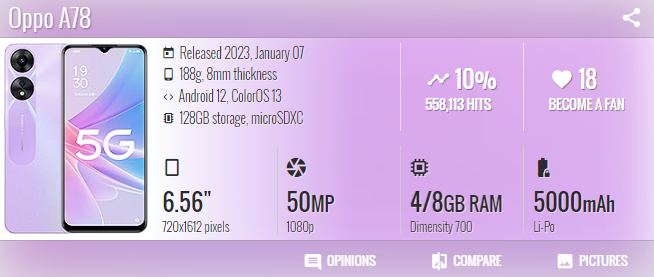 Oppo A78
Released 2023, January 07
188g, 8mm thickness
Android 12, ColorOS 13
128GB storage, microSDXC
10%
558,113 HITS
18
BECOME A FAN
19
30
5G
6.56"
720x1612 pixels
50MP
1080p
4/8GB RAM
Dimensity 700
5000mAh
Li-Po
OPINIONS
COMPARE
PICTURES